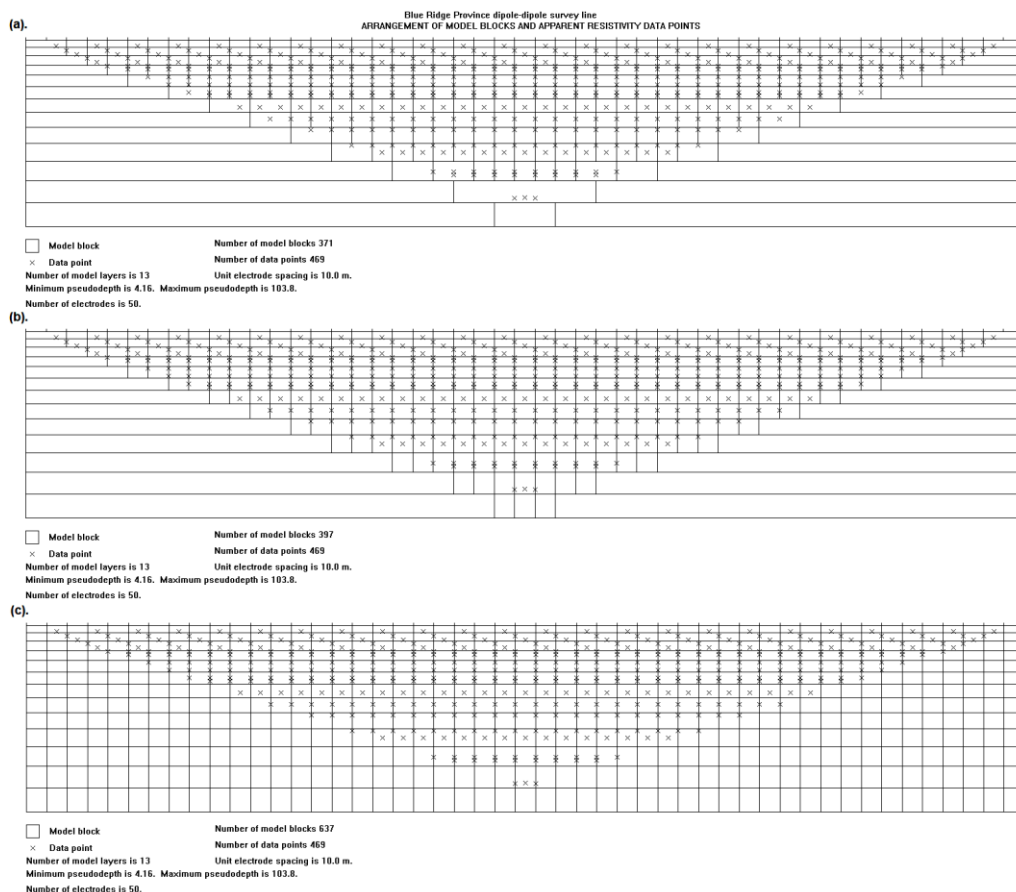 (a).
Blue Ridge Province dipole-dipole survey line
ARRANGEMENT OF MODEL BLOCKS AND APPARENT RESISTIVITY DATA POINTS
Model block Number of model blocks 371
× Data point Number of data points 469
Number of model layers is 13 Unit electrode spacing is 10.0 m.
Minimum pseudodepth is 4.16. Maximum pseudodepth is 103.8.
Number of electrodes is 50.
(b).
Model block Number of model blocks 397
× Data point Number of data points 469
Number of model layers is 13 Unit electrode spacing is 10.0 m.
Minimum pseudodepth is 4.16. Maximum pseudodepth is 103.8.
Number of electrodes is 50.
(c).
Model block Number of model blocks 637
× Data point Number of data points 469
Number of model layers is 13 Unit electrode spacing is 10.0 m.
Minimum pseudodepth is 4.16. Maximum pseudodepth is 103.8.
Number of electrodes is 50.